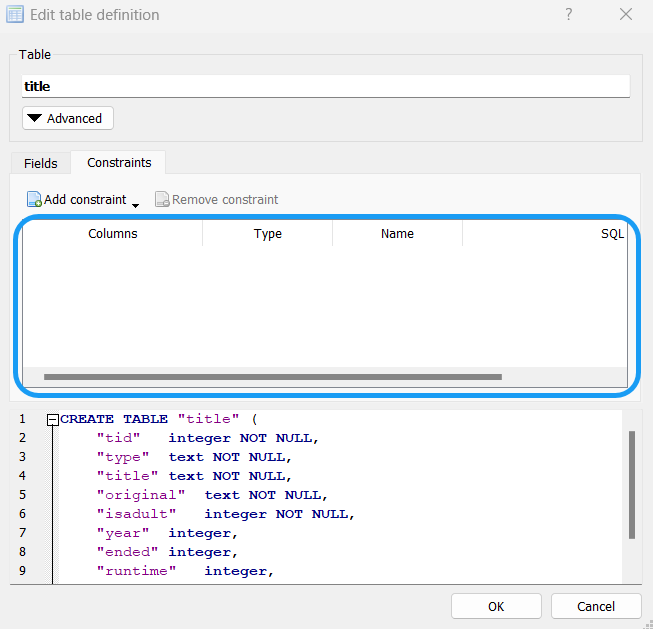 Edit table definition ?
Table
title
Advanced
Fields Constraints
Add constraint Remove constraint
Columns Type Name SQL
1 CREATE TABLE "title" (
2 "tid" integer NOT NULL,
3 "type" text NOT NULL,
4 "title" text NOT NULL,
5 "original" text NOT NULL,
6 "isadult" integer NOT NULL,
7 "year" integer,
8 "ended" integer,
9 "runtime" integer,
OK Cancel